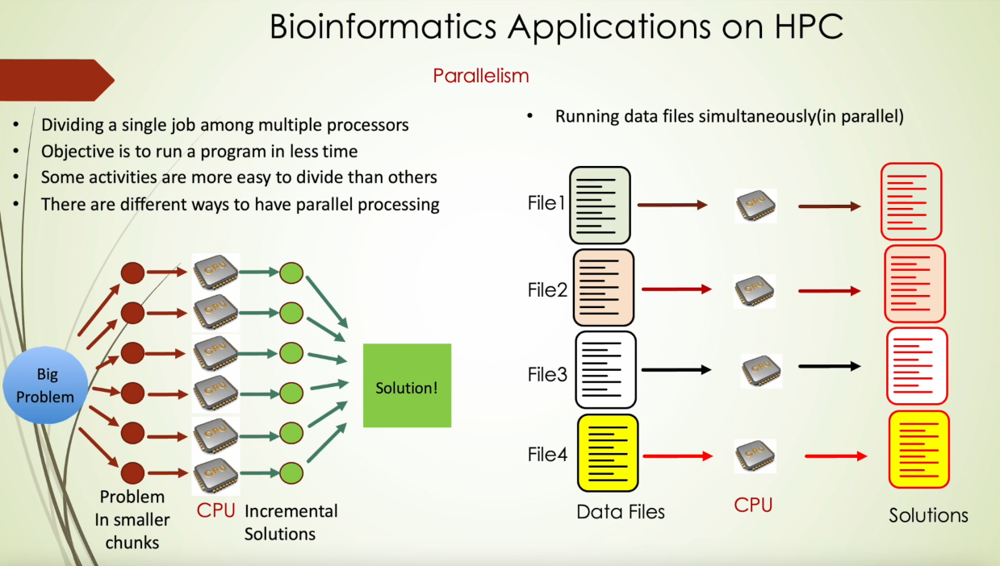 Bioinformatics Applications on HPC
Parallelism
• Dividing a single job among multiple processors
• Objective is to run a program in less time
• Some activities are more easy to divide than others
• There are different ways to have parallel processing
Big
Problem
CPU
CPU
CPU
CPU
CPU
CPU
Solution!
Problem
In smaller
chunks
CPU
Incremental
Solutions
• Running data files simultaneously(in parallel)
File1
CPU
File2
CPU
File3
CPU
File4
CPU
Data Files
CPU
Solutions